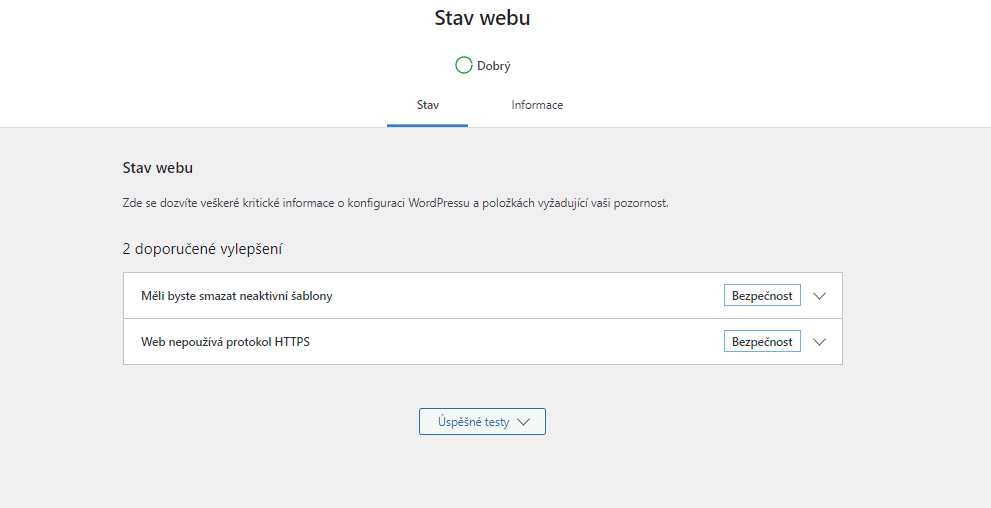 Stav webu
Dobrý
Stav
Informace
Stav webu
Zde se dozvíte veškeré kritické informace o konfiguraci WordPressu a položkách vyžadující vaši pozornost.
2 doporučené vylepšení
Měli byste smazat neaktivní šablony
Bezpečnost
Web nepoužívá protokol HTTPS
Bezpečnost
Úspěšné testy